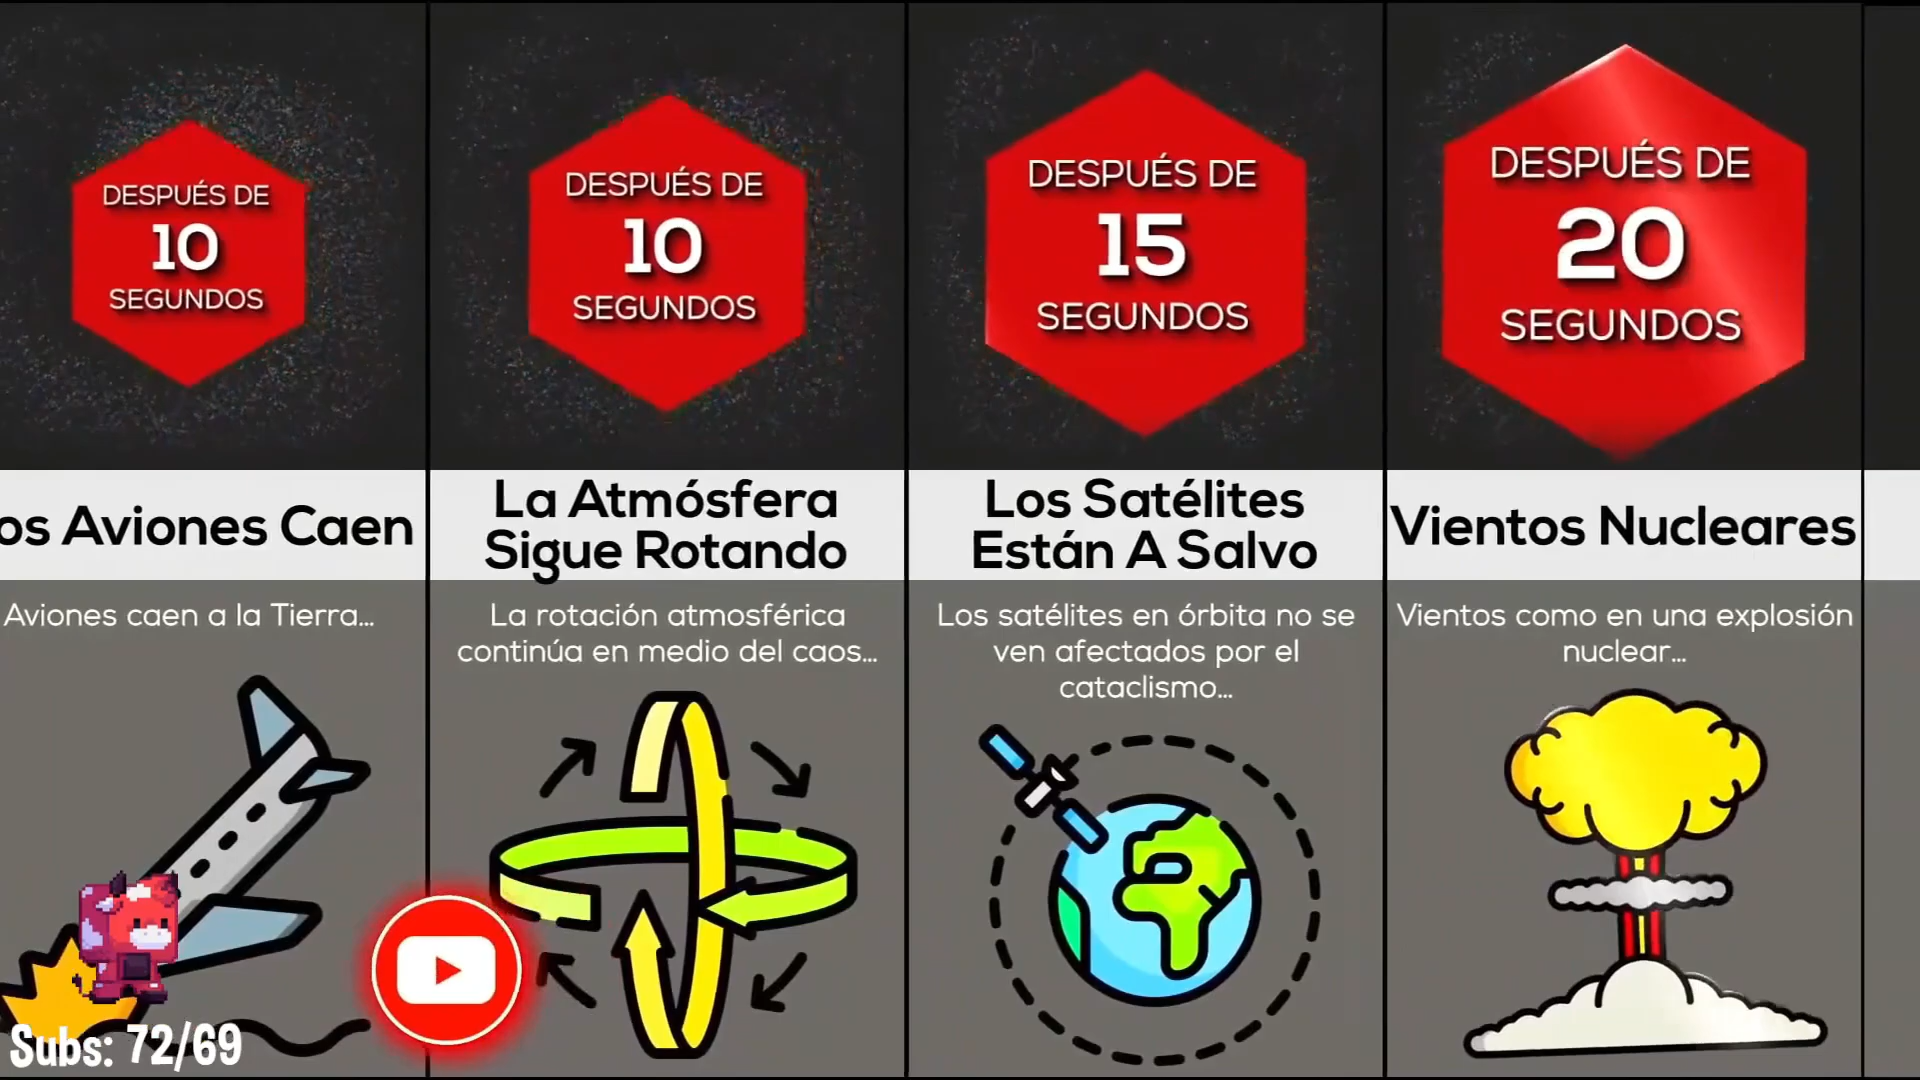 DESPUÉS DE
10
SEGUNDOS
os Aviones Caen
Aviones caen a la Tierra...
DESPUÉS DE
10
SEGUNDOS
La Atmósfera
Sigue Rotando
La rotación atmosférica
continúa en medio del caos...
DESPUÉS DE
15
SEGUNDOS
Los Satélites
Están A Salvo
Los satélites en órbita no se
ven afectados por el
cataclismo...
DESPUÉS DE
20
SEGUNDOS
Vientos Nucleares
Vientos como en una explosión
nuclear...
Subs: 72/69